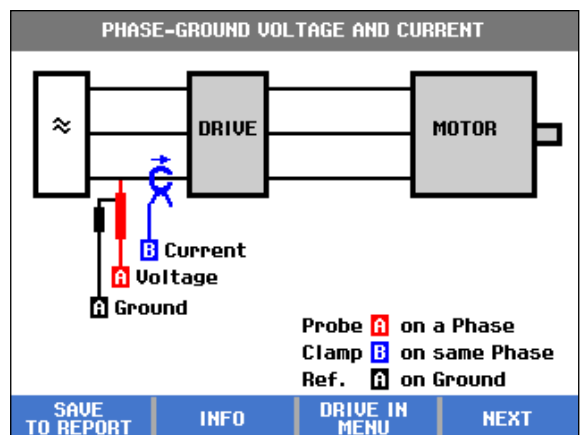 PHASE-GROUND VOLTAGE AND CURRENT
≈
DRIVE
MOTOR
B Current
A Voltage
A Ground
Probe A on a Phase
Clamp B on same Phase
Ref. A on Ground
SAVE
TO REPORT
INFO
DRIVE IN
MENU
NEXT